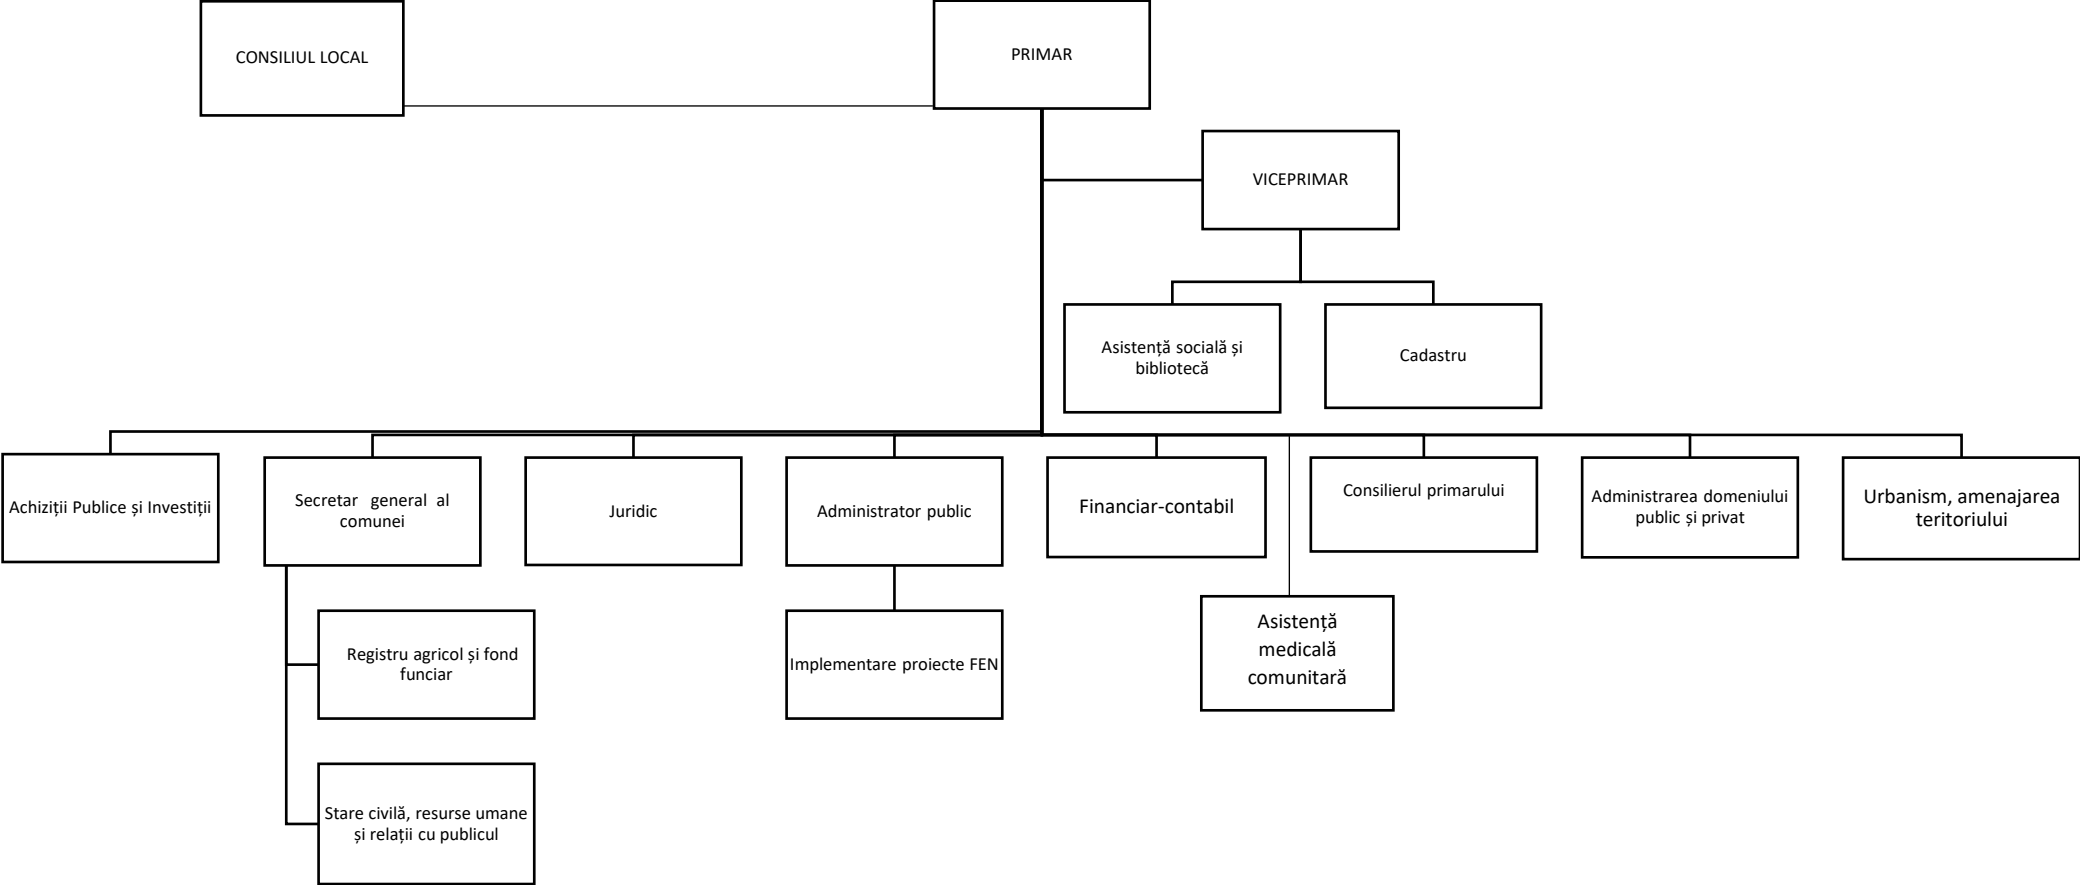 CONSILIUL LOCAL
PRIMAR
VICEPRIMAR
Asistență socială și
bibliotecă
Cadastru
Achiziții Publice și Investiții
Secretar general al
comunei
Juridic
Administrator public
Financiar-contabil
Consilierul primarului
Administrarea domeniului
public și privat
Urbanism, amenajarea
teritoriului
Registru agricol și fond
funciar
Implementare proiecte FEN
Asistență
medicală
comunitară
Stare civilă, resurse umane
și relații cu publicul